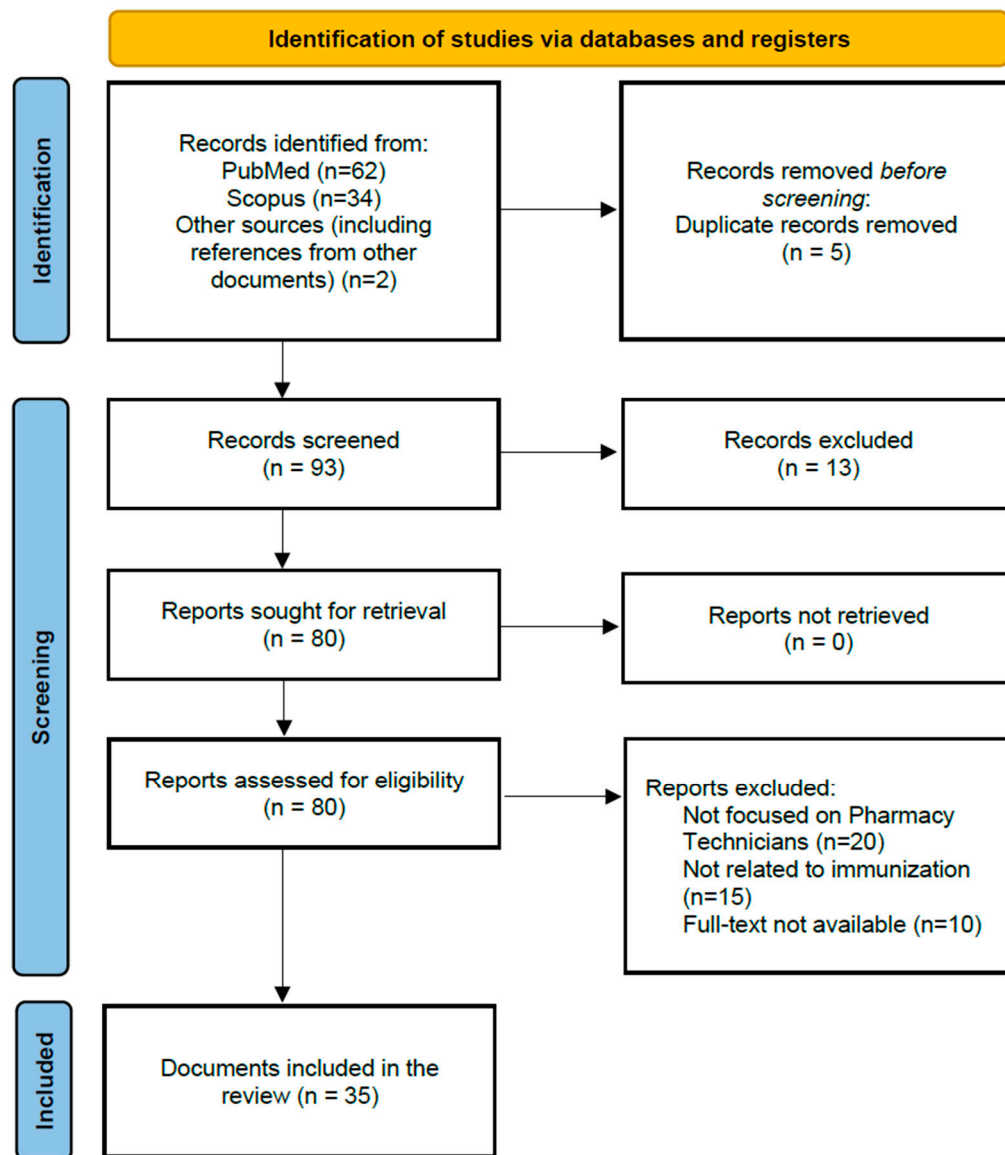 Identification of studies via databases and registers
Identification
Records identified from:
PubMed (n=62)
Scopus (n=34)
Other sources (including
references from other
documents) (n=2)
Records removed before
screening:
Duplicate records removed
(n = 5)
Screening
Records screened
(n = 93)
Records excluded
(n = 13)
Reports sought for retrieval
(n = 80)
Reports not retrieved
(n = 0)
Reports assessed for eligibility
(n = 80)
Reports excluded:
Not focused on Pharmacy
Technicians (n=20)
Not related to immunization
(n=15)
Full-text not available (n=10)
Included
Documents included in the
review (n = 35)